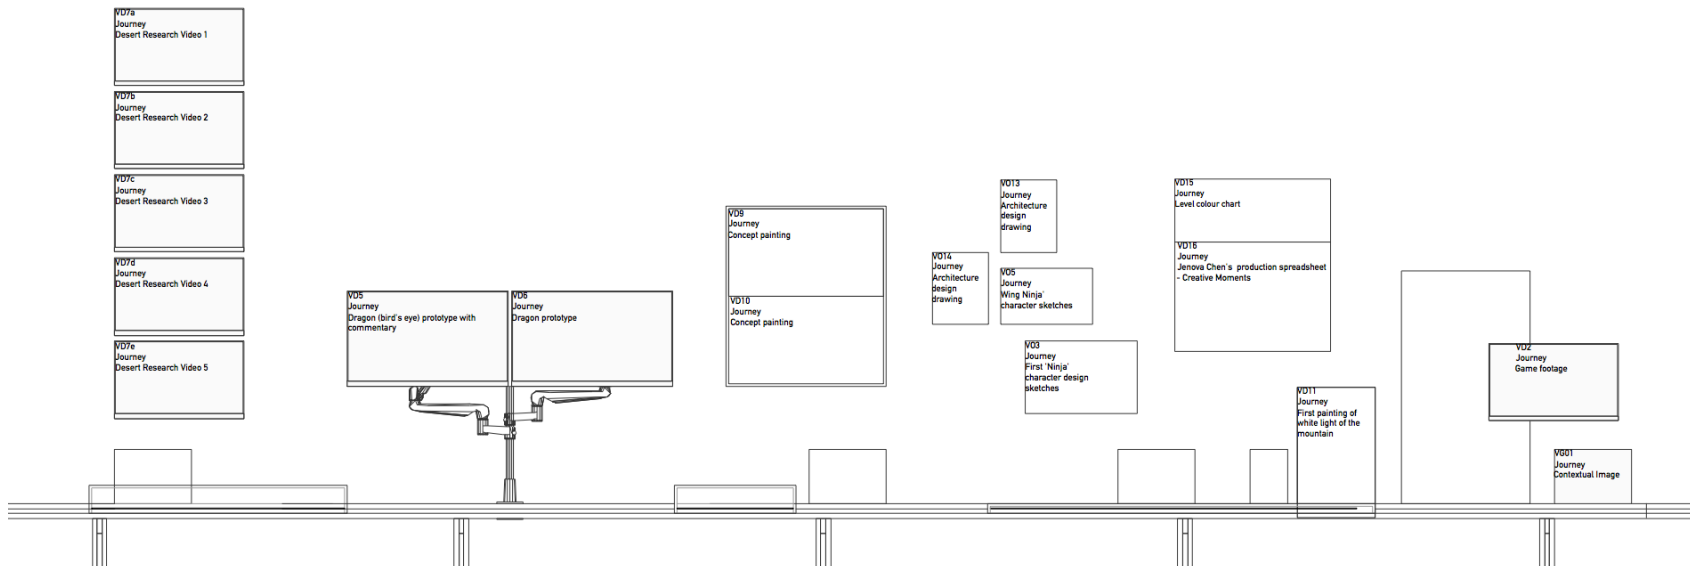 VD7a
Journey
Desert Research Video 1
VD7b
Journey
Desert Research Video 2
VD7c
Journey
Desert Research Video 3
VD7d
Journey
Desert Research Video 4
VD7e
Journey
Desert Research Video 5
VD5
Journey
Dragon (bird's eye) prototype with
commentary
VD6
Journey
Dragon prototype
VD9
Journey
Concept painting
VD10
Journey
Concept painting
VO13
Journey
Architecture
design
drawing
VO14
Journey
Architecture
design
drawing
VO5
Journey
Wing Ninja'
character sketches
VO3
Journey
First 'Ninja'
character design
sketches
VD15
Journey
Level colour chart
VD16
Journey
Jenova Chen's production spreadsheet
- Creative Moments
VD11
Journey
First painting of
white light of the
mountain
VD2
Journey
Game footage
VG01
Journey
Contextual Image